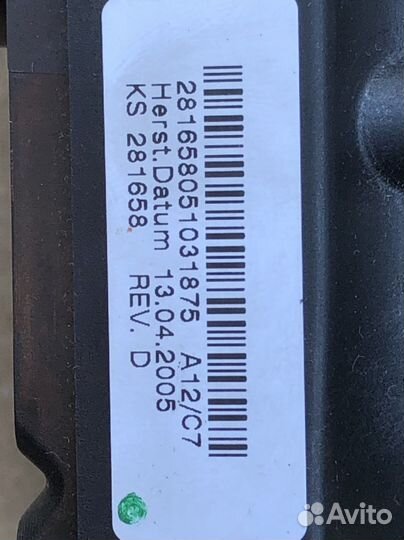 281658051031875 A12/C7
Herst.Datum 13.04.2005
KS 281658. REV. D
Avito